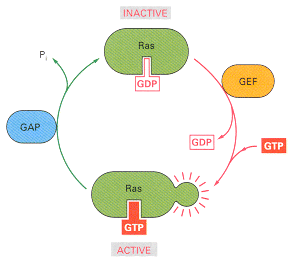 INACTIVE
Ras
GDP
Pi
GEF
GAP
GDP
GTP
Ras
GTP
ACTIVE